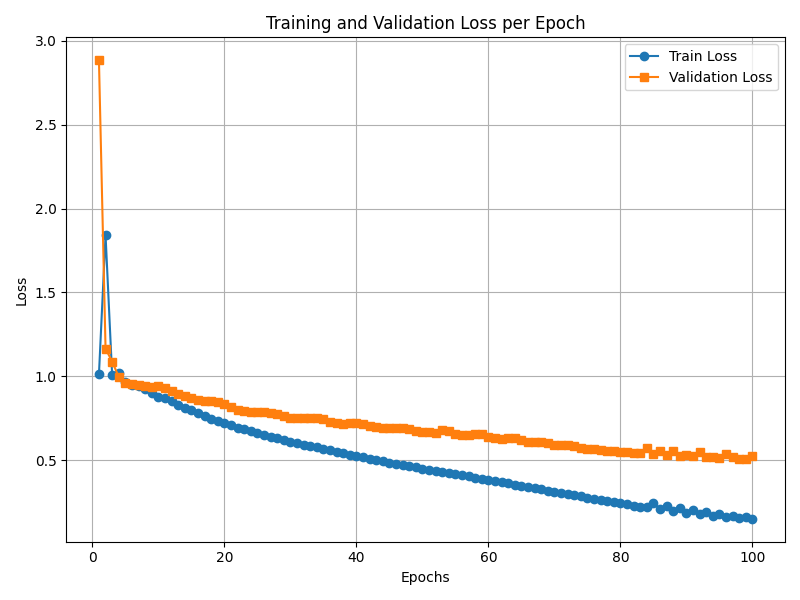 Training and Validation Loss per Epoch
Train Loss
Validation Loss
3.0
2.5
2.0
1.5
1.0
0.5
Loss
0 20 40 60 80 100
Epochs